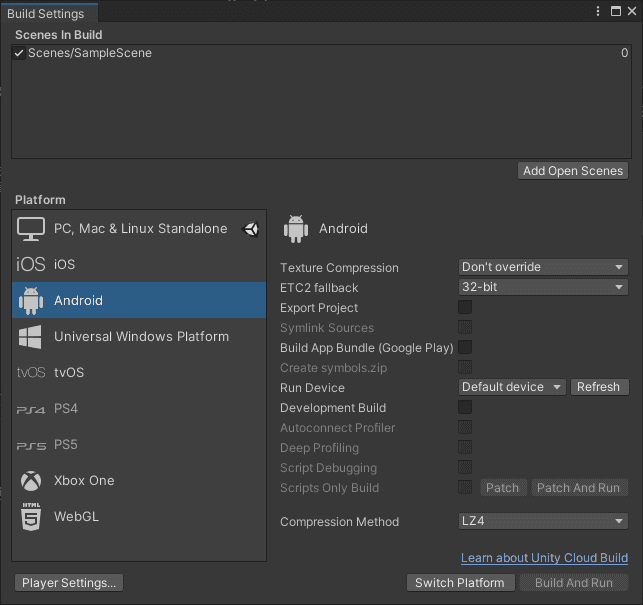 Build Settings
Scenes In Build
Scenes/SampleScene 0
Add Open Scenes
Platform
PC, Mac & Linux Standalone
iOS iOS
Android
Universal Windows Platform
tvOS tvOS
PS4 PS4
PS5 PS5
Xbox One
HTML 5 WebGL
Android
Texture Compression Don't override
ETC2 fallback 32-bit
Export Project
Symlink Sources
Build App Bundle (Google Play)
Create symbols.zip
Run Device Default device Refresh
Development Build
Autoconnect Profiler
Deep Profiling
Script Debugging
Scripts Only Build Patch Patch And Run
Compression Method LZ4
Learn about Unity Cloud Build
Player Settings... Switch Platform Build And Run